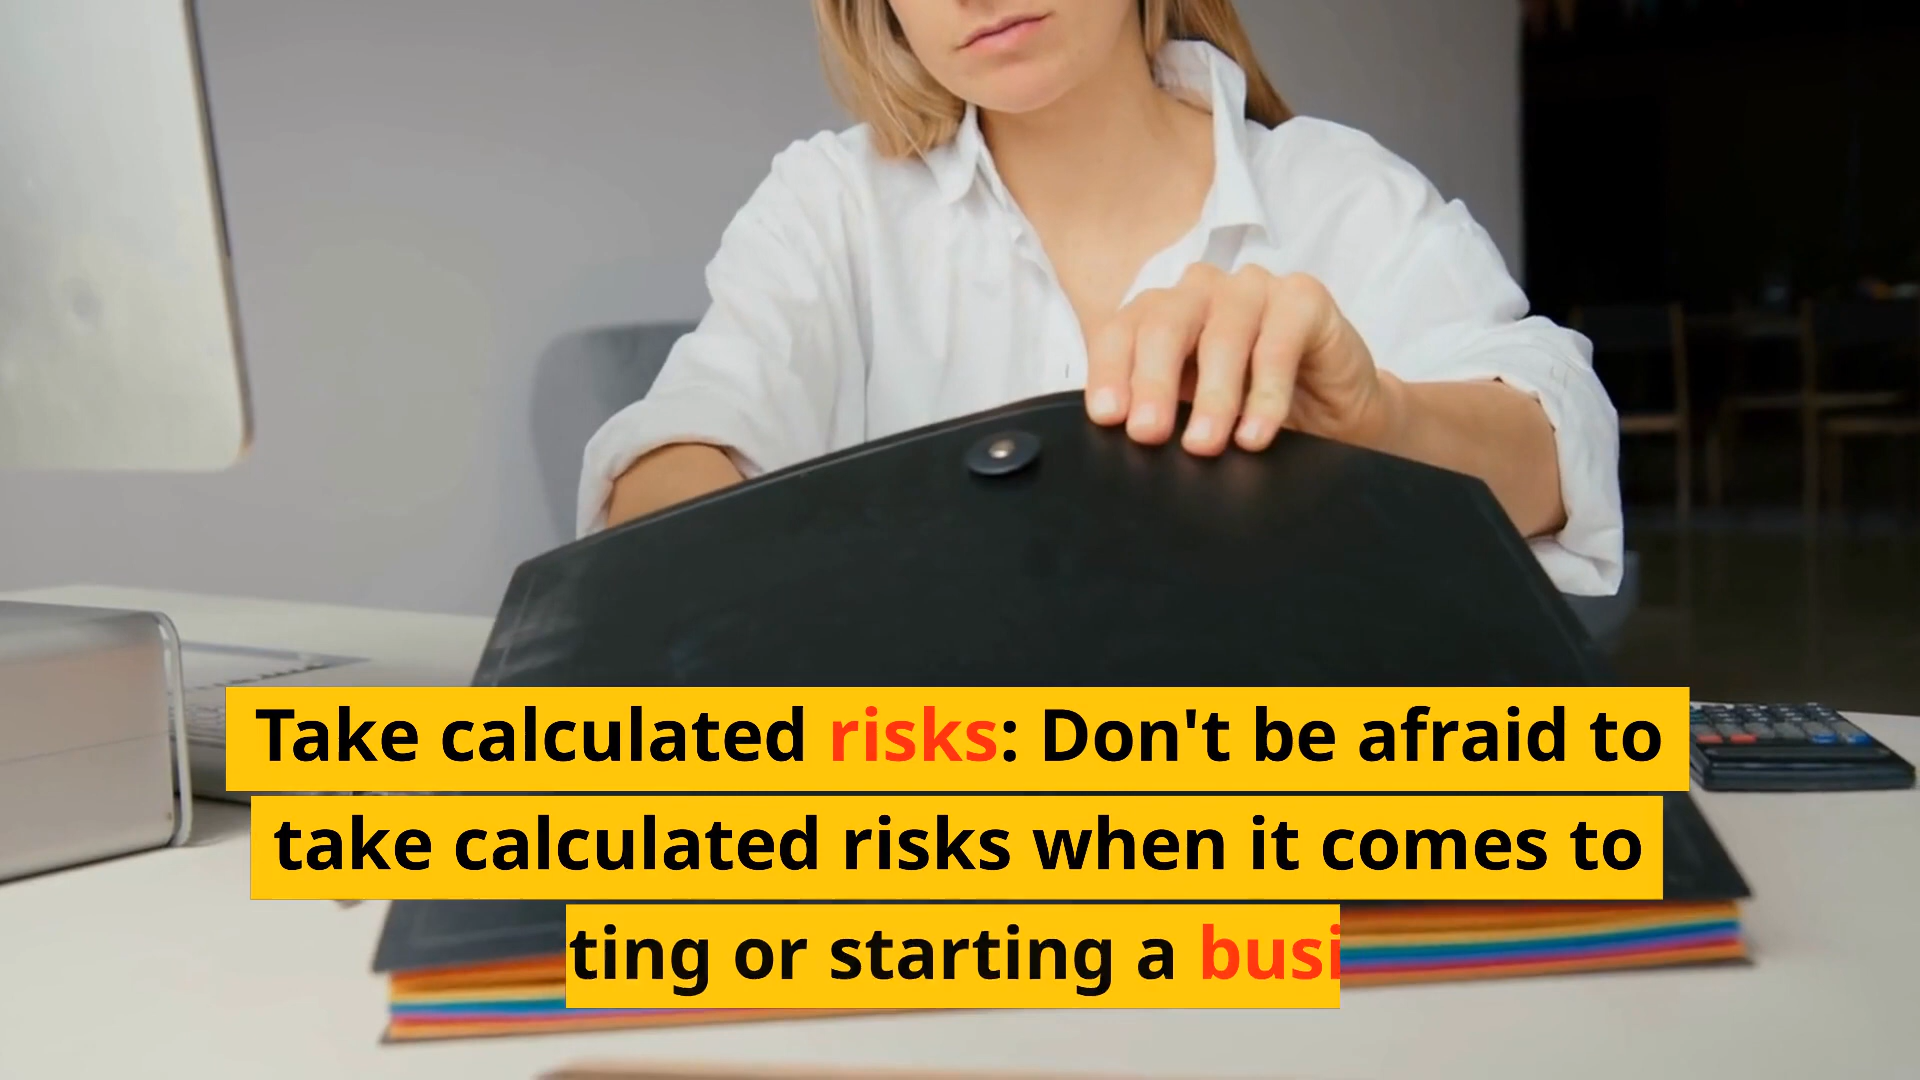 Take calculated risks: Don't be afraid to
take calculated risks when it comes to
ting or starting a busi